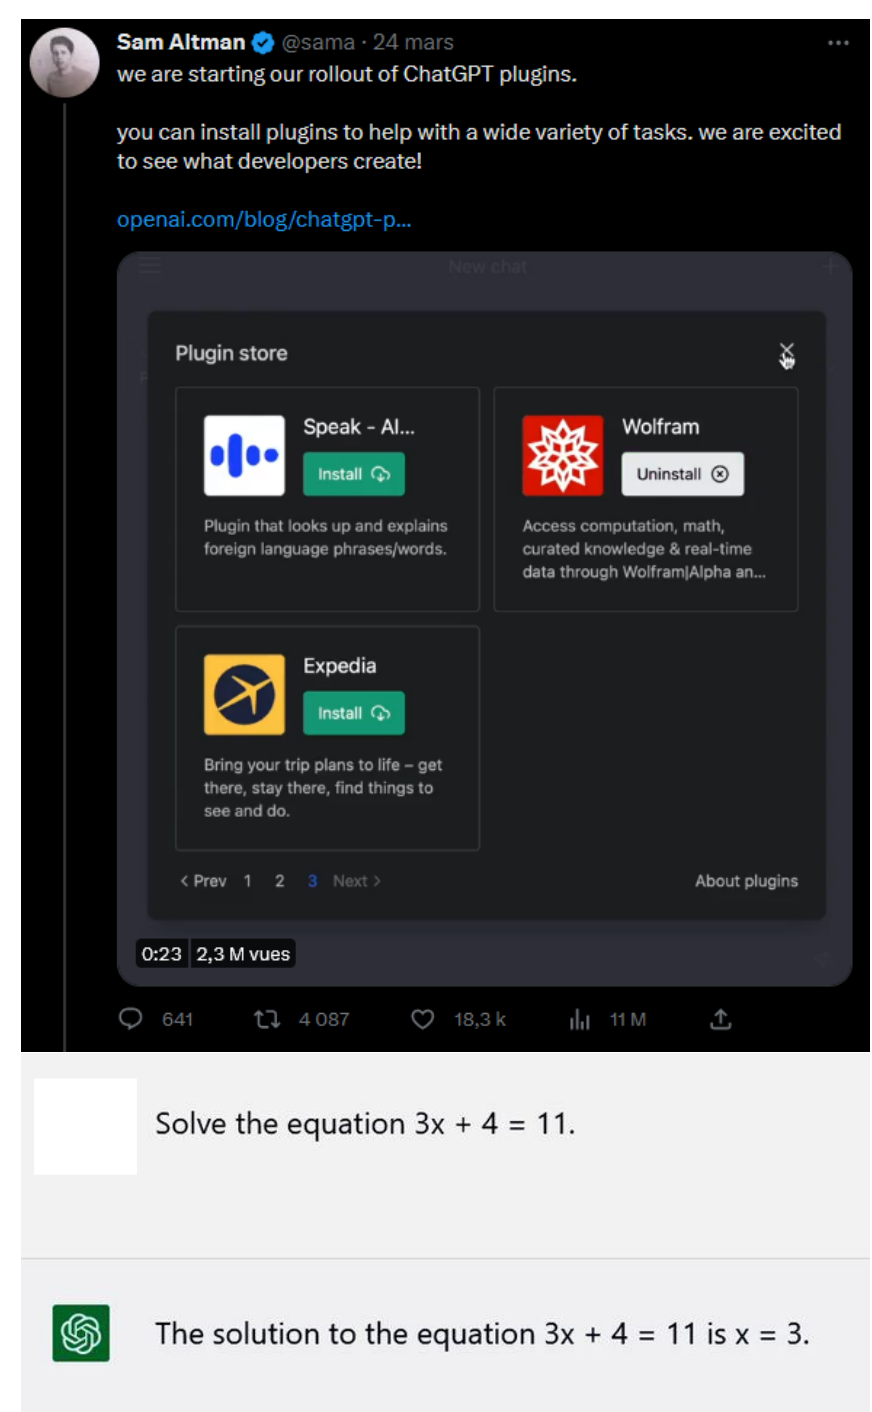 Sam Altman @sama · 24 mars
we are starting our rollout of ChatGPT plugins.
you can install plugins to help with a wide variety of tasks. we are excited
to see what developers create!
openai.com/blog/chatgpt-p...
New chat
Plugin store
Speak - AI...
Install
Plugin that looks up and explains
foreign language phrases/words.
Wolfram
Uninstall
Access computation, math,
curated knowledge & real-time
data through Wolfram|Alpha an...
Expedia
Install
Bring your trip plans to life – get
there, stay there, find things to
see and do.
< Prev 1 2 3 Next >
About plugins
0:23 2,3 M vues
641 4 087 18,3 k 11 M
Solve the equation 3x + 4 = 11.
The solution to the equation 3x + 4 = 11 is x = 3.